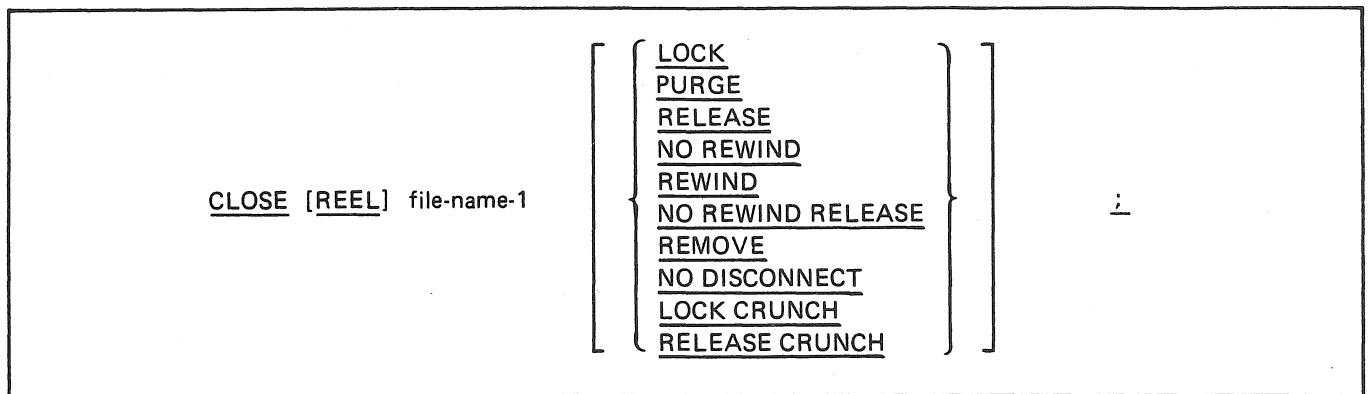 LOCK
PURGE
RELEASE
NO REWIND
REWIND
CLOSE [REEL] file-name-1 ;
NO REWIND RELEASE
REMOVE
NO DISCONNECT
LOCK CRUNCH
RELEASE CRUNCH